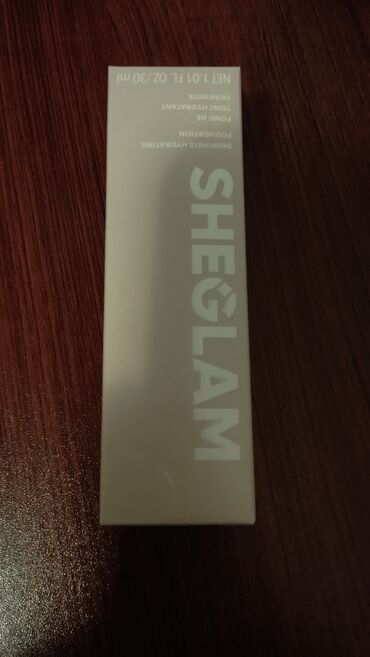 SHEGLAM
SKINFINITE HYDRATING
FOUNDATION
FOND DE
TEINT HYDRATANT
SKINFINITE
NET 1.01 FL. OZ./30 ml